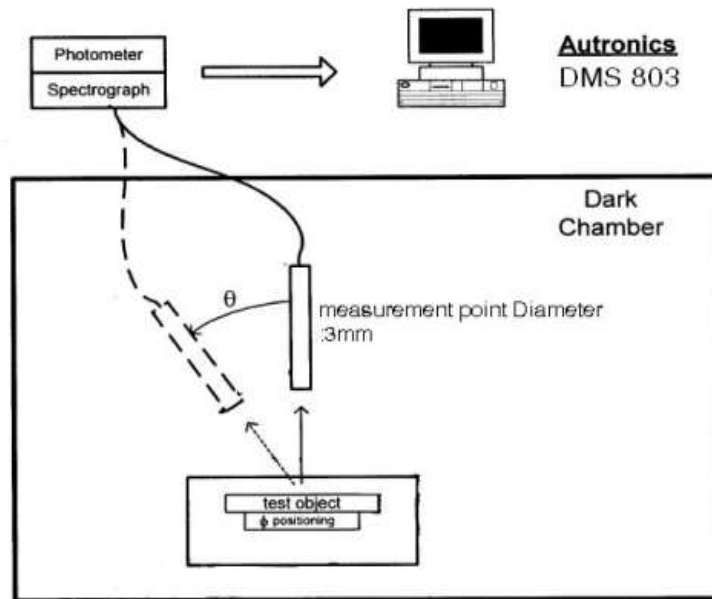 Photometer
Spectrograph
Autronics
DMS 803
Dark
Chamber
θ
measurement point Diameter
:3mm
test object
ϕ positioning